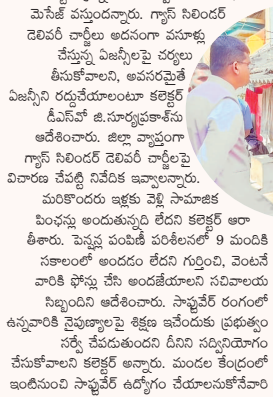 మెసేజ్ వస్తుందన్నారు. గ్యాస్ సిలిండర్
డెలివరీ చార్జీలు అదనంగా వసూళ్లు
చేస్తున్న ఏజన్సీలపై చర్యలు
తీసుకోవాలని, అవసరమైతే
ఏజన్సీని రద్దుచేయాలంటూ కలెక్టర్
డీఎస్‌వో జి.సూర్యప్రకాశ్‌ను
ఆదేశించారు. జిల్లా వ్యాప్తంగా
గ్యాస్ సిలిండర్ డెలివరీ చార్జీలపై
విచారణ చేపట్టి నివేదిక ఇవ్వాలన్నారు.
మరికొందరు ఇళ్లకు వెళ్లి సామాజిక
పింఛన్లు అందుతున్నది లేదని కలెక్టర్ ఆరా
తీశారు. పెన్షన్ల పంపిణీ పరిశీలనలో 9 మందికి
సకాలంలో అందడం లేదని గుర్తించి, వెంటనే
వారికి ఫోన్లు చేసి అందజేయాలని సచివాలయ
సిబ్బందిని ఆదేశించారు. సాఫ్టువేర్ రంగంలో
ఉన్నవారికి నైపుణ్యాలపై శిక్షణ ఇచేందుకు ప్రభుత్వం
సర్వే చేపడుతుందని దీనిని సద్వినియోగం
చేసుకోవాలని కలెక్టర్ అన్నారు. మండల కేంద్రంలో
ఇంటినుంచి సాఫ్టువేర్ ఉద్యోగం చేయాలనుకోనేవారి